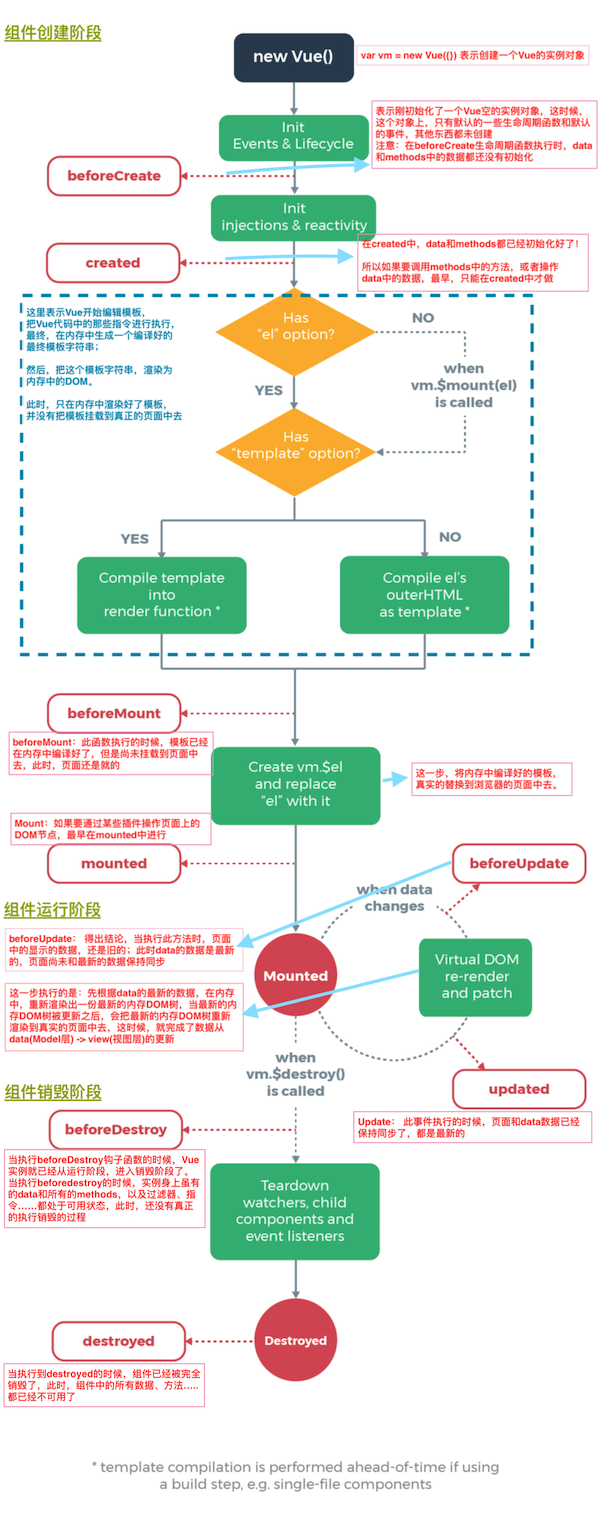 组件创建阶段
new Vue()
var vm = new Vue({}) 表示创建一个Vue的实例对象
Init
Events & Lifecycle
表示刚初始化了一个Vue空的实例对象，这时候，
这个对象上，只有默认的一些生命周期函数和默认
的事件，其他东西都未创建
注意：在beforeCreate生命周期函数执行时，data
和methods中的数据都还没有初始化
beforeCreate
Init
injections & reactivity
在created中，data和methods都已经初始化好了！
所以如果要调用methods中的方法，或者操作
data中的数据，最早，只能在created中才做
created
这里表示Vue开始编辑模板，
把Vue代码中的那些指令进行执行，
最终，在内存中生成一个编译好的
最终模板字符串；
然后，把这个模板字符串，渲染为
内存中的DOM。
此时，只在内存中渲染好了模板，
并没有把模板挂载到真正的页面中去
Has
“el” option?
NO
when
vm.$mount(el)
is called
YES
Has
“template” option?
YES
NO
Compile template
into
render function *
Compile el’s
outerHTML
as template *
beforeMount
beforeMount：此函数执行的时候，模板已经
在内存中编译好了，但是尚未挂载到页面中
去，此时，页面还是就的
Create vm.$el
and replace
“el” with it
这一步，将内存中编译好的模板，
真实的替换到浏览器的页面中去。
Mount：如果要通过某些插件操作页面上的
DOM节点，最早在mounted中进行
mounted
beforeUpdate
when data
changes
组件运行阶段
beforeUpdate： 得出结论，当执行此方法时，页面
中的显示的数据，还是旧的；此时data的数据是最新
的，页面尚未和最新的数据保持同步
Mounted
Virtual DOM
re-render
and patch
这一步执行的是：先根据data的最新的数据，在内存
中，重新渲染出一份最新的内存DOM树，当最新的内
存DOM树被更新之后，会把最新的内存DOM树重新
渲染到真实的页面中去，这时候，就完成了数据从
data(Model层) -> view(视图层)的更新
when
vm.$destroy()
is called
updated
Update： 此事件执行的时候，页面和data数据已经
保持同步了，都是最新的
组件销毁阶段
beforeDestroy
当执行beforeDestroy钩子函数的时候，Vue
实例就已经从运行阶段，进入销毁阶段了。
当执行beforedestroy的时候，实例身上虽有
的data和所有的methods，以及过滤器、指
令……都处于可用状态，此时，还没有真正
的执行销毁的过程
Teardown
watchers, child
components and
event listeners
destroyed
Destroyed
当执行到destroyed的时候，组件已经被完全
销毁了，此时，组件中的所有数据、方法…..
都已经不可用了
* template compilation is performed ahead-of-time if using
a build step, e.g. single-file components